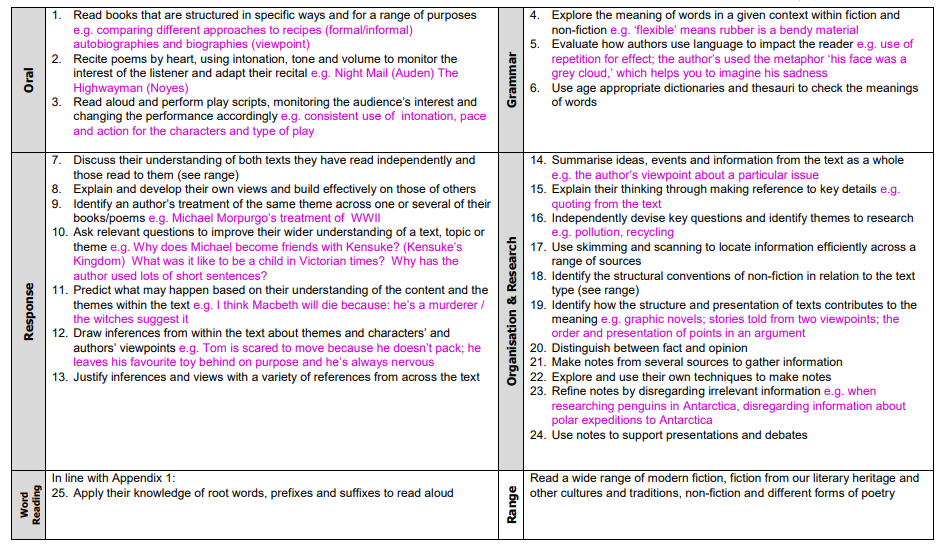 Oral
1. Read books that are structured in specific ways and for a range of purposes
e.g. comparing different approaches to recipes (formal/informal)
autobiographies and biographies (viewpoint)
2. Recite poems by heart, using intonation, tone and volume to monitor the
interest of the listener and adapt their recital e.g. Night Mail (Auden) The
Highwayman (Noyes)
3. Read aloud and perform play scripts, monitoring the audience's interest and
changing the performance accordingly e.g. consistent use of intonation, pace
and action for the characters and type of play
Grammar
4. Explore the meaning of words in a given context within fiction and
non-fiction e.g. 'flexible' means rubber is a bendy material
5. Evaluate how authors use language to impact the reader e.g. use of
repetition for effect; the author's used the metaphor 'his face was a
grey cloud,' which helps you to imagine his sadness
6. Use age appropriate dictionaries and thesauri to check the meanings
of words
Response
7. Discuss their understanding of both texts they have read independently and
those read to them (see range)
8. Explain and develop their own views and build effectively on those of others
9. Identify an author's treatment of the same theme across one or several of their
books/poems e.g. Michael Morpurgo's treatment of WWII
10. Ask relevant questions to improve their wider understanding of a text, topic or
theme e.g. Why does Michael become friends with Kensuke? (Kensuke's
Kingdom) What was it like to be a child in Victorian times? Why has the
author used lots of short sentences?
11. Predict what may happen based on their understanding of the content and the
themes within the text e.g. I think Macbeth will die because: he's a murderer /
the witches suggest it
12. Draw inferences from within the text about themes and characters' and
authors' viewpoints e.g. Tom is scared to move because he doesn't pack; he
leaves his favourite toy behind on purpose and he's always nervous
13. Justify inferences and views with a variety of references from across the text
Organisation & Research
14. Summarise ideas, events and information from the text as a whole
e.g. the author's viewpoint about a particular issue
15. Explain their thinking through making reference to key details e.g.
quoting from the text
16. Independently devise key questions and identify themes to research
e.g. pollution, recycling
17. Use skimming and scanning to locate information efficiently across a
range of sources
18. Identify the structural conventions of non-fiction in relation to the text
type (see range)
19. Identify how the structure and presentation of texts contributes to the
meaning e.g. graphic novels; stories told from two viewpoints; the
order and presentation of points in an argument
20. Distinguish between fact and opinion
21. Make notes from several sources to gather information
22. Explore and use their own techniques to make notes
23. Refine notes by disregarding irrelevant information e.g. when
researching penguins in Antarctica, disregarding information about
polar expeditions to Antarctica
24. Use notes to support presentations and debates
Word
Reading
In line with Appendix 1:
25. Apply their knowledge of root words, prefixes and suffixes to read aloud
Range
Read a wide range of modern fiction, fiction from our literary heritage and
other cultures and traditions, non-fiction and different forms of poetry